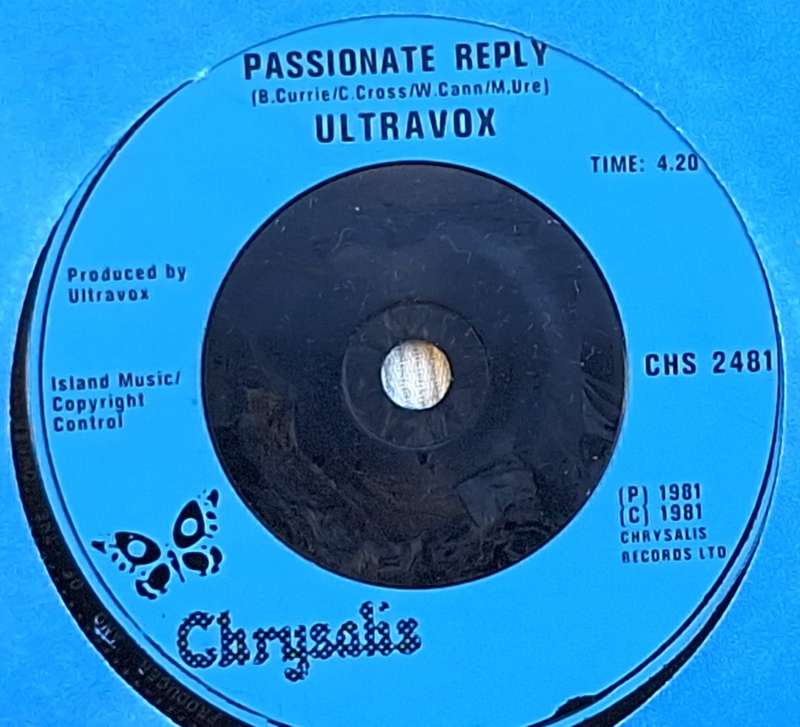 PASSIONATE REPLY
(B.Currie/C.Cross/W.Cann/M.Ure)
ULTRAVOX
TIME: 4.20
Produced by
Ultravox
CHS 2481
Island Music/
Copyright
Control
(P) 1981
(C) 1981
CHRYSALIS
RECORDS LTD
Chrysalis
PRODUCER